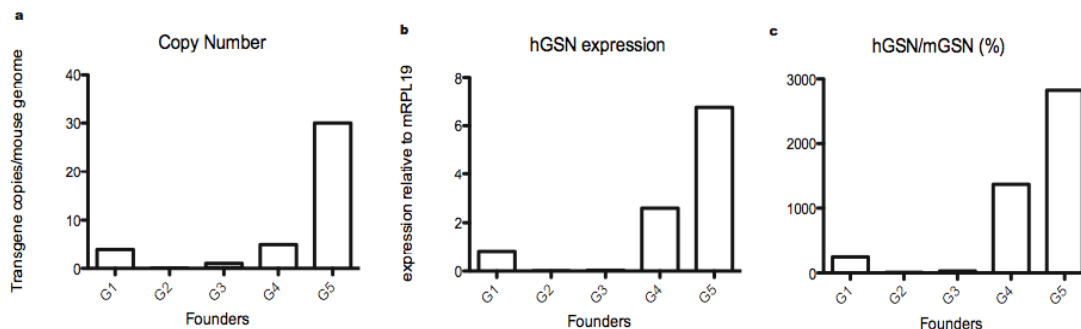 a
Copy Number
Transgene copies/mouse genome
40
30
20
10
0
G1 G2 G3 G4 G5
Founders
b
hGSN expression
expression relative to mRPL19
8
6
4
2
0
G1 G2 G3 G4 G5
Founders
c
hGSN/mGSN (%)
3000
2000
1000
0
G1 G2 G3 G4 G5
Founders